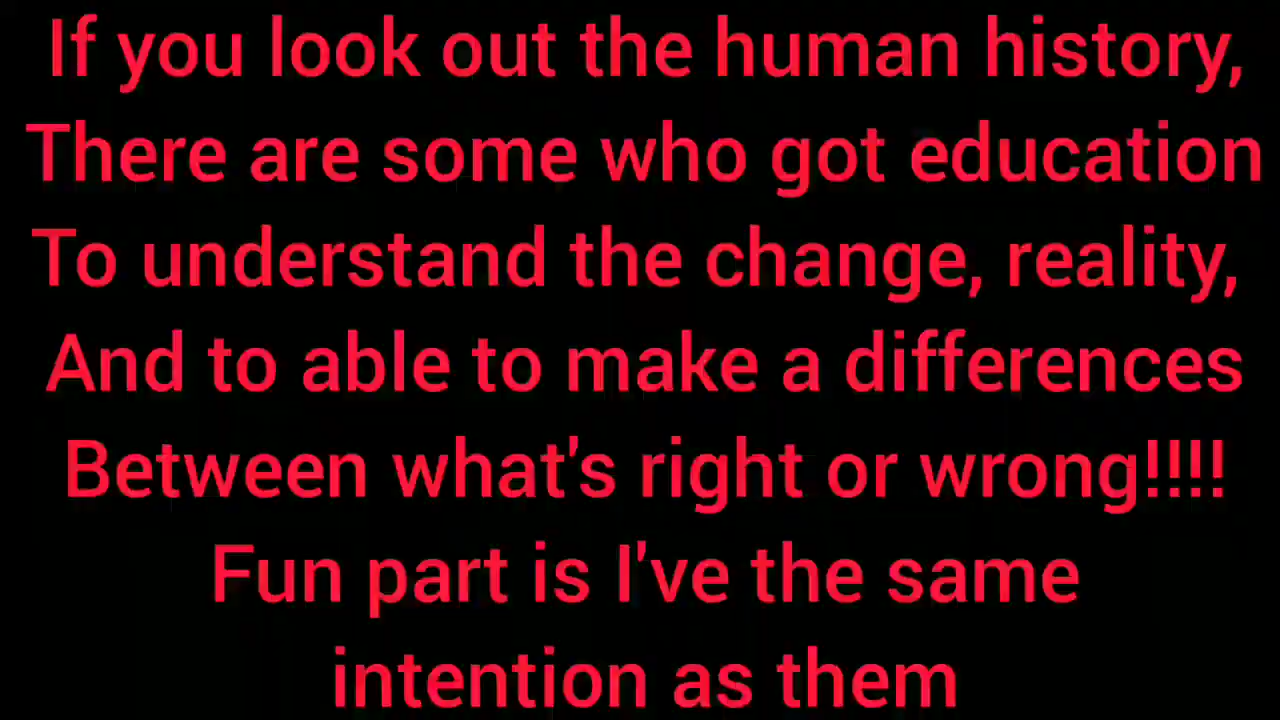 If you look out the human history,
There are some who got education
To understand the change, reality,
And to able to make a differences
Between what's right or wrong!!!!
Fun part is I've the same
intention as them